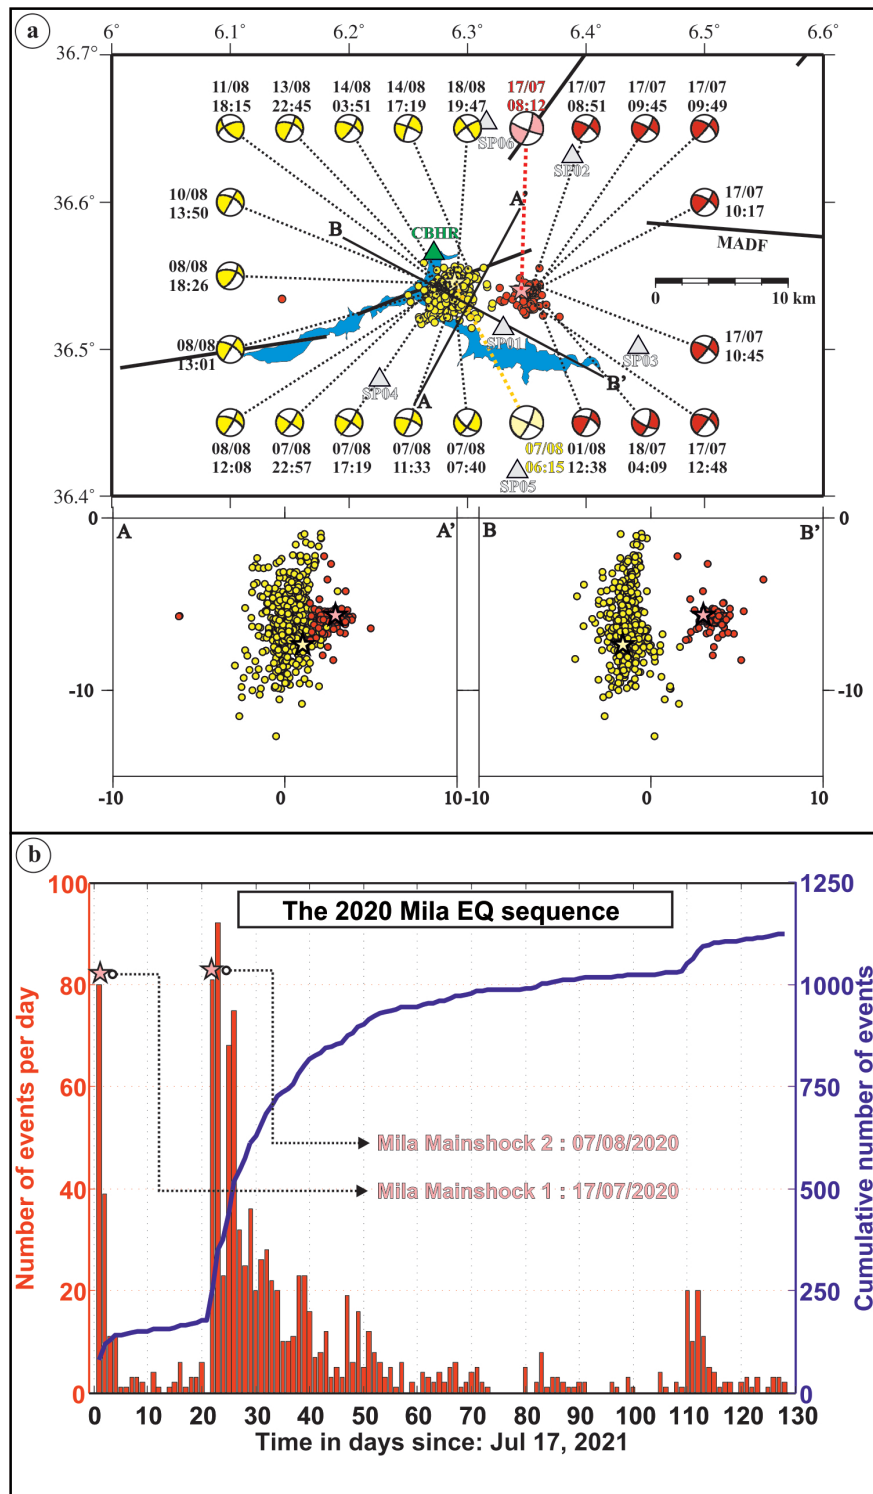 a
6° 6.1° 6.2° 6.3° 6.4° 6.5° 6.6°
36.7°
11/08 13/08 14/08 14/08 18/08 17/07 17/07 17/07 17/07
18:15 22:45 03:51 17:19 19:47 08:12 08:51 09:45 09:49
SP06
SP02
36.6°
10/08
13:50
A'
17/07
10:17
B
CBHR
MADF
08/08
18:26
0 10 km
36.5°
08/08
13:01
SP01
SP03
17/07
10:45
SP04
B'
A
08/08 07/08 07/08 07/08 07/08 07/08 01/08 18/07 17/07
12:08 22:57 17:19 11:33 07:40 06:15 12:38 04:09 12:48
SP05
36.4°
0 A A' B B' 0
-10 -10
-10 0 10 -10 0 10
b
100 1250
The 2020 Mila EQ sequence
80 1000
60 750
Mila Mainshock 2 : 07/08/2020
Mila Mainshock 1 : 17/07/2020
40 500
20 250
0 0
Number of events per day
Cumulative number of events
0 10 20 30 40 50 60 70 80 90 100 110 120 130
Time in days since: Jul 17, 2021